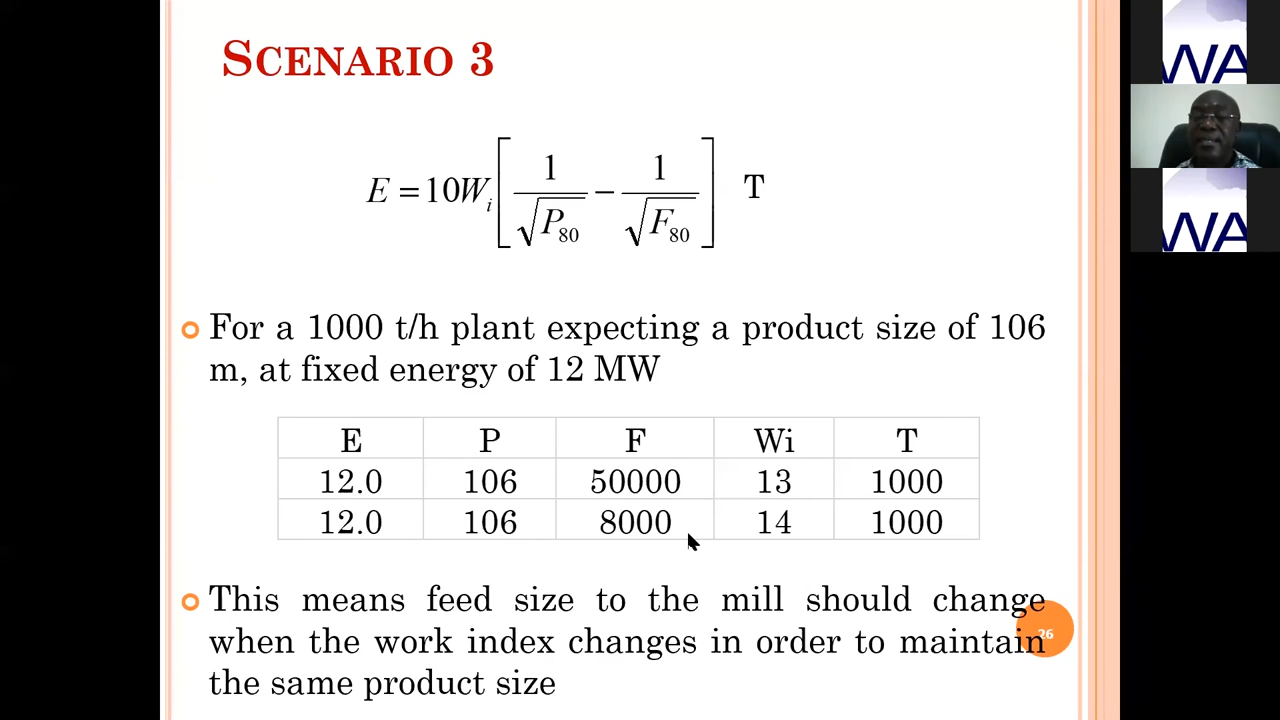 SCENARIO 3
E = 10Wi [ 1/√P80 − 1/√F80 ] T
For a 1000 t/h plant expecting a product size of 106
m, at fixed energy of 12 MW
E P F Wi T
12.0 106 50000 13 1000
12.0 106 8000 14 1000
This means feed size to the mill should change
when the work index changes in order to maintain
the same product size
26
WA
WA